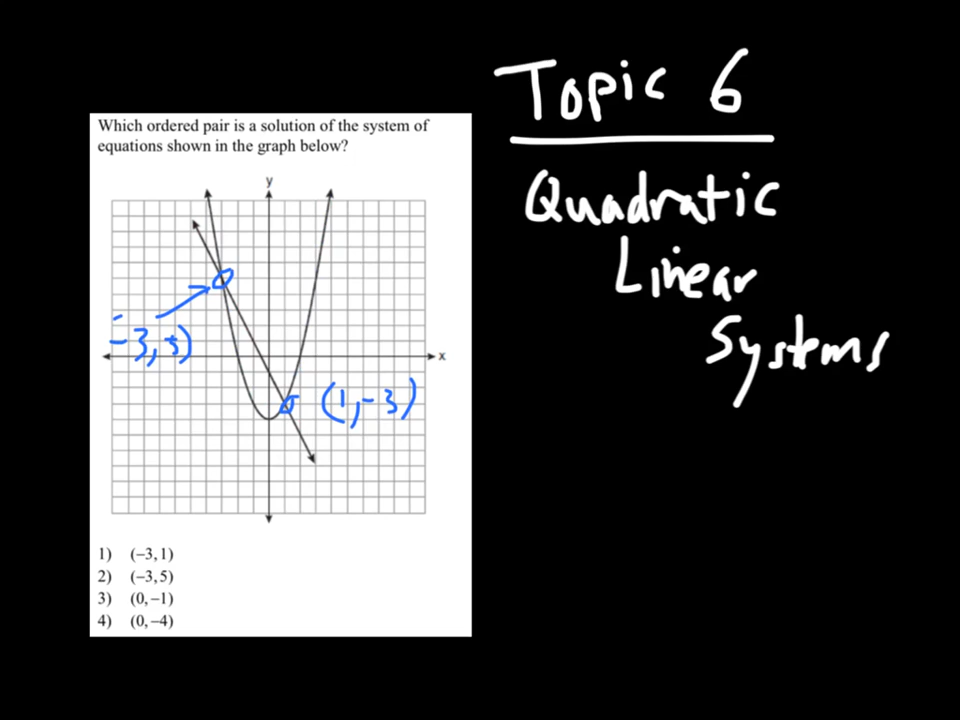 Topic 6
Quadratic
Linear
Systems
Which ordered pair is a solution of the system of
equations shown in the graph below?
y
x
(-3, 5)
(1, -3)
1) (–3,1)
2) (–3,5)
3) (0,–1)
4) (0,–4)